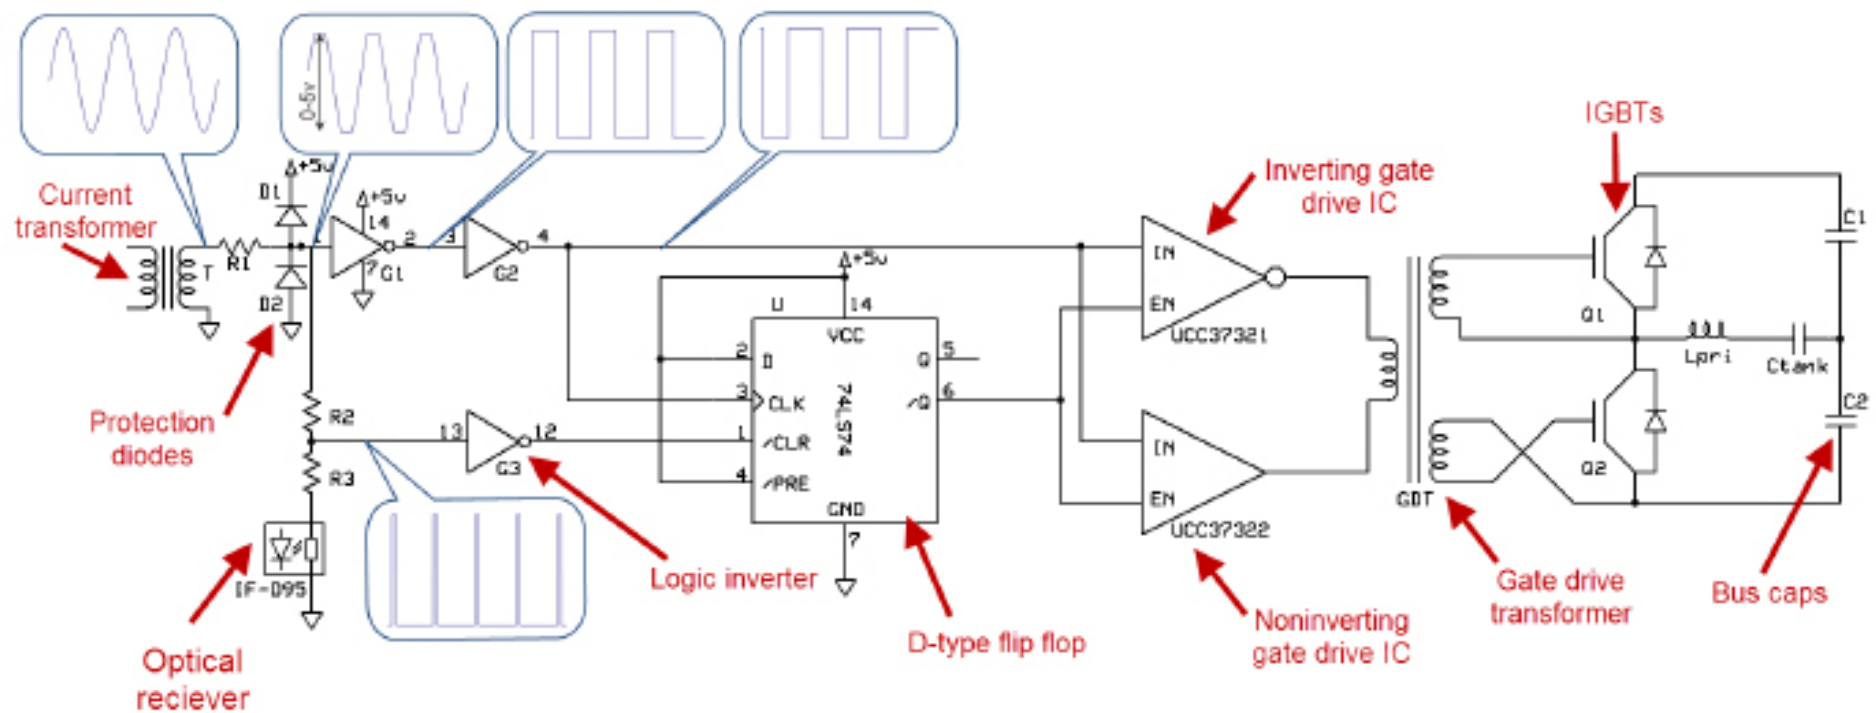 0-5v
Current
transformer
T
R1
D1
+5v
D2
Protection
diodes
1
+5v
14
7
G1
2
3
G2
4
R2
R3
13
G3
12
Logic inverter
IF-D95
Optical
reciever
U
+5v
14
VCC
2
D
3
CLK
1
/CLR
4
/PRE
GND
7
74LS74
Q
5
/Q
6
D-type flip flop
Inverting gate
drive IC
IN
EN
UCC37321
IN
EN
UCC37322
Noninverting
gate drive IC
GDT
Gate drive
transformer
IGBTs
Q1
Q2
Lpri
Ctank
C1
C2
Bus caps